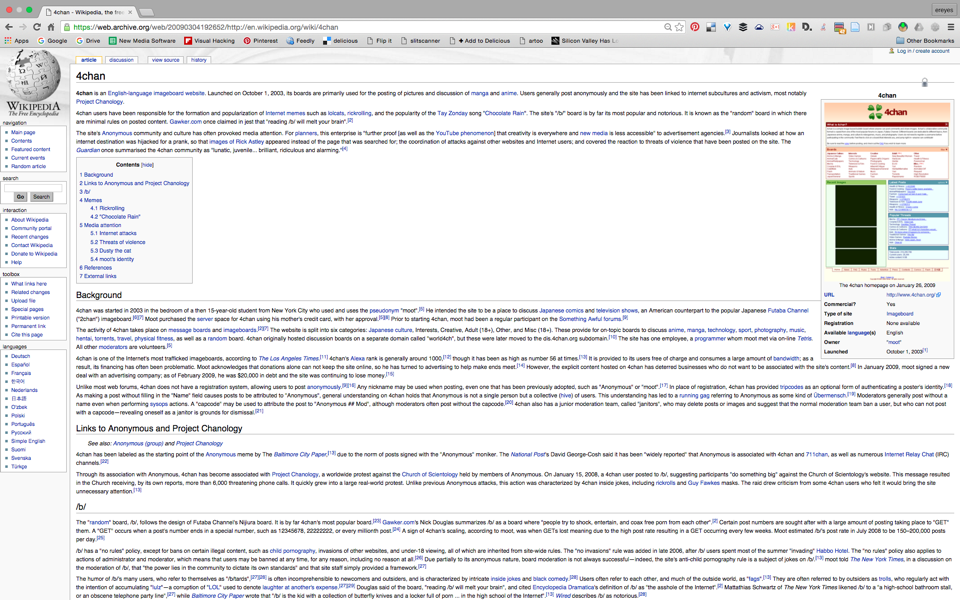 4chan - Wikipedia, the free
ereyes
https://web.archive.org/web/20090304192652/http://en.wikipedia.org/wiki/4chan
Apps Google Drive New Media Software Visual Hacking Pinterest Feedly delicious Flip it slitscanner + Add to Delicious artoo Silicon Valley Has Lo Other Bookmarks
Log in / create account
article discussion view source history
WIKIPEDIA
The Free Encyclopedia
navigation
Main page
Contents
Featured content
Current events
Random article
search
Go Search
interaction
About Wikipedia
Community portal
Recent changes
Contact Wikipedia
Donate to Wikipedia
Help
toolbox
What links here
Related changes
Upload file
Special pages
Printable version
Permanent link
Cite this page
languages
Deutsch
Español
Français
한국어
Nederlands
日本語
O'zbek
Polski
Português
Русский
Simple English
Suomi
Svenska
Türkçe
4chan
4chan is an English-language imageboard website. Launched on October 1, 2003, its boards are primarily used for the posting of pictures and discussion of manga and anime. Users generally post anonymously and the site has been linked to internet subcultures and activism, most notably
Project Chanology.
4chan users have been responsible for the formation and popularization of Internet memes such as lolcats, rickrolling, and the popularity of the Tay Zonday song "Chocolate Rain". The site's "/b/" board is by far its most popular and notorious. It is known as the "random" board in which there
are minimal rules on posted content. Gawker.com once claimed in jest that "reading /b/ will melt your brain".[2]
The site's Anonymous community and culture has often provoked media attention. For planners, this enterprise is "further proof [as well as the YouTube phenomenon] that creativity is everywhere and new media is less accessible" to advertisement agencies.[3] Journalists looked at how an
internet destination was hijacked for a prank, so that images of Rick Astley appeared instead of the page that was searched for; the coordination of attacks against other websites and Internet users; and covered the reaction to threats of violence that have been posted on the site. The
Guardian once summarised the 4chan community as "lunatic, juvenile... brilliant, ridiculous and alarming."[4]
Contents [hide]
1 Background
2 Links to Anonymous and Project Chanology
3 /b/
4 Memes
4.1 Rickrolling
4.2 "Chocolate Rain"
5 Media attention
5.1 Internet attacks
5.2 Threats of violence
5.3 Dusty the cat
5.4 moot's identity
6 References
7 External links
4chan
4chan
The 4chan homepage on January 26, 2009
URL http://www.4chan.org/
Commercial? Yes
Type of site Imageboard
Registration None available
Available language(s) English
Owner "moot"
Launched October 1, 2003[1]
Background
4chan was started in 2003 in the bedroom of a then 15-year-old student from New York City who used and uses the pseudonym "moot".[5] He intended the site to be a place to discuss Japanese comics and television shows, an American counterpart to the popular Japanese Futaba Channel
("2chan") imageboard.[6][7] Moot purchased the server space for 4chan using his mother's credit card, with her approval.[5][8] Prior to starting 4chan, moot had been a regular participant on the Something Awful forums.[9]
The activity of 4chan takes place on message boards and imageboards.[2][7] The website is split into six categories: Japanese culture, Interests, Creative, Adult (18+), Other, and Misc (18+). These provide for on-topic boards to discuss anime, manga, technology, sport, photography, music,
hentai, torrents, travel, physical fitness, as well as a random board. 4chan originally hosted discussion boards on a separate domain called "world4ch", but these were later moved to the dis.4chan.org subdomain.[10] The site has one employee, a programmer whom moot met via online Tetris.
All other moderators are volunteers.[5]
4chan is one of the Internet's most trafficked imageboards, according to The Los Angeles Times.[11] 4chan's Alexa rank is generally around 1000,[12] though it has been as high as number 56 at times.[13] It is provided to its users free of charge and consumes a large amount of bandwidth; as a
result, its financing has often been problematic. Moot acknowledges that donations alone can not keep the site online, so he has turned to advertising to help make ends meet.[14] However, the explicit content hosted on 4chan has deterred businesses who do not want to be associated with the site's content.[8] In January 2009, moot signed a new
deal with an advertising company; as of February 2009, he was $20,000 in debt and the site was continuing to lose money.[15]
Unlike most web forums, 4chan does not have a registration system, allowing users to post anonymously.[9][16] Any nickname may be used when posting, even one that has been previously adopted, such as "Anonymous" or "moot".[17] In place of registration, 4chan has provided tripcodes as an optional form of authenticating a poster's identity.[18]
As making a post without filling in the "Name" field causes posts to be attributed to "Anonymous", general understanding on 4chan holds that Anonymous is not a single person but a collective (hive) of users. This understanding has led to a running gag referring to Anonymous as some kind of Übermensch.[19] Moderators generally post without a
name even when performing sysops actions. A "capcode" may be used to attribute the post to "Anonymous ## Mod", although moderators often post without the capcode.[20] 4chan also has a junior moderation team, called "janitors", who may delete posts or images and suggest that the normal moderation team ban a user, but who can not post
with a capcode—revealing oneself as a janitor is grounds for dismissal.[21]
Links to Anonymous and Project Chanology
See also: Anonymous (group) and Project Chanology
4chan has been labeled as the starting point of the Anonymous meme by The Baltimore City Paper,[13] due to the norm of posts signed with the "Anonymous" moniker. The National Post's David George-Cosh said it has been "widely reported" that Anonymous is associated with 4chan and 711chan, as well as numerous Internet Relay Chat (IRC)
channels.[22]
Through its association with Anonymous, 4chan has become associated with Project Chanology, a worldwide protest against the Church of Scientology held by members of Anonymous. On January 15, 2008, a 4chan user posted to /b/, suggesting participants "do something big" against the Church of Scientology's website. This message resulted
in the Church receiving, by its own reports, more than 6,000 threatening phone calls. It quickly grew into a large real-world protest. Unlike previous Anonymous attacks, this action was characterized by 4chan inside jokes, including rickrolls and Guy Fawkes masks. The raid drew criticism from some 4chan users who felt it would bring the site
unnecessary attention.[13]
/b/
The "random" board, /b/, follows the design of Futaba Channel's Nijiura board. It is by far 4chan's most popular board.[23] Gawker.com's Nick Douglas summarizes /b/ as a board where "people try to shock, entertain, and coax free porn from each other".[2] Certain post numbers are sought after with a large amount of posting taking place to "GET"
them. A "GET" occurs when a post's number ends in a special number, such as 12345678, 22222222, or every millionth post.[24] A sign of 4chan's scaling, according to moot, was when GETs lost meaning due to the high post rate resulting in a GET occurring every few weeks. Moot estimated /b/'s post rate in July 2008 to be 150–200,000 posts
per day.[25]
/b/ has a "no rules" policy, except for bans on certain illegal content, such as child pornography, invasions of other websites, and under-18 viewing, all of which are inherited from site-wide rules. The "no invasions" rule was added in late 2006, after /b/ users spent most of the summer "invading" Habbo Hotel. The "no rules" policy also applies to
actions of administrator and moderator, which means that users may be banned at any time, for any reason, including no reason at all.[26] Due partially to its anonymous nature, board moderation is not always successful—indeed, the site's anti-child pornography rule is a subject of jokes on /b/.[13] moot told The New York Times, in a discussion on
the moderation of /b/, that "the power lies in the community to dictate its own standards" and that site staff simply provided a framework.[27]
The humor of /b/'s many users, who refer to themselves as "/b/tards",[27][28] is often incomprehensible to newcomers and outsiders, and is characterized by intricate inside jokes and black comedy.[28] Users often refer to each other, and much of the outside world, as "fags".[13] They are often referred to by outsiders as trolls, who regularly act with
the intention of accumulating "lulz"—a corruption of "LOL" used to denote laughter at another's expense.[27][29] Douglas said of the board, "reading /b/ will melt your brain", and cited Encyclopedia Dramatica's definition of /b/ as "the asshole of the Internet".[2] Mattathias Schwartz of The New York Times likened /b/ to a "a high-school bathroom stall,
or an obscene telephone party line",[27] while Baltimore City Paper wrote that "/b/ is the kid with a collection of butterfly knives and a locker full of porn ... in the high school of the Internet".[13] Wired describes /b/ as notorious.[28]